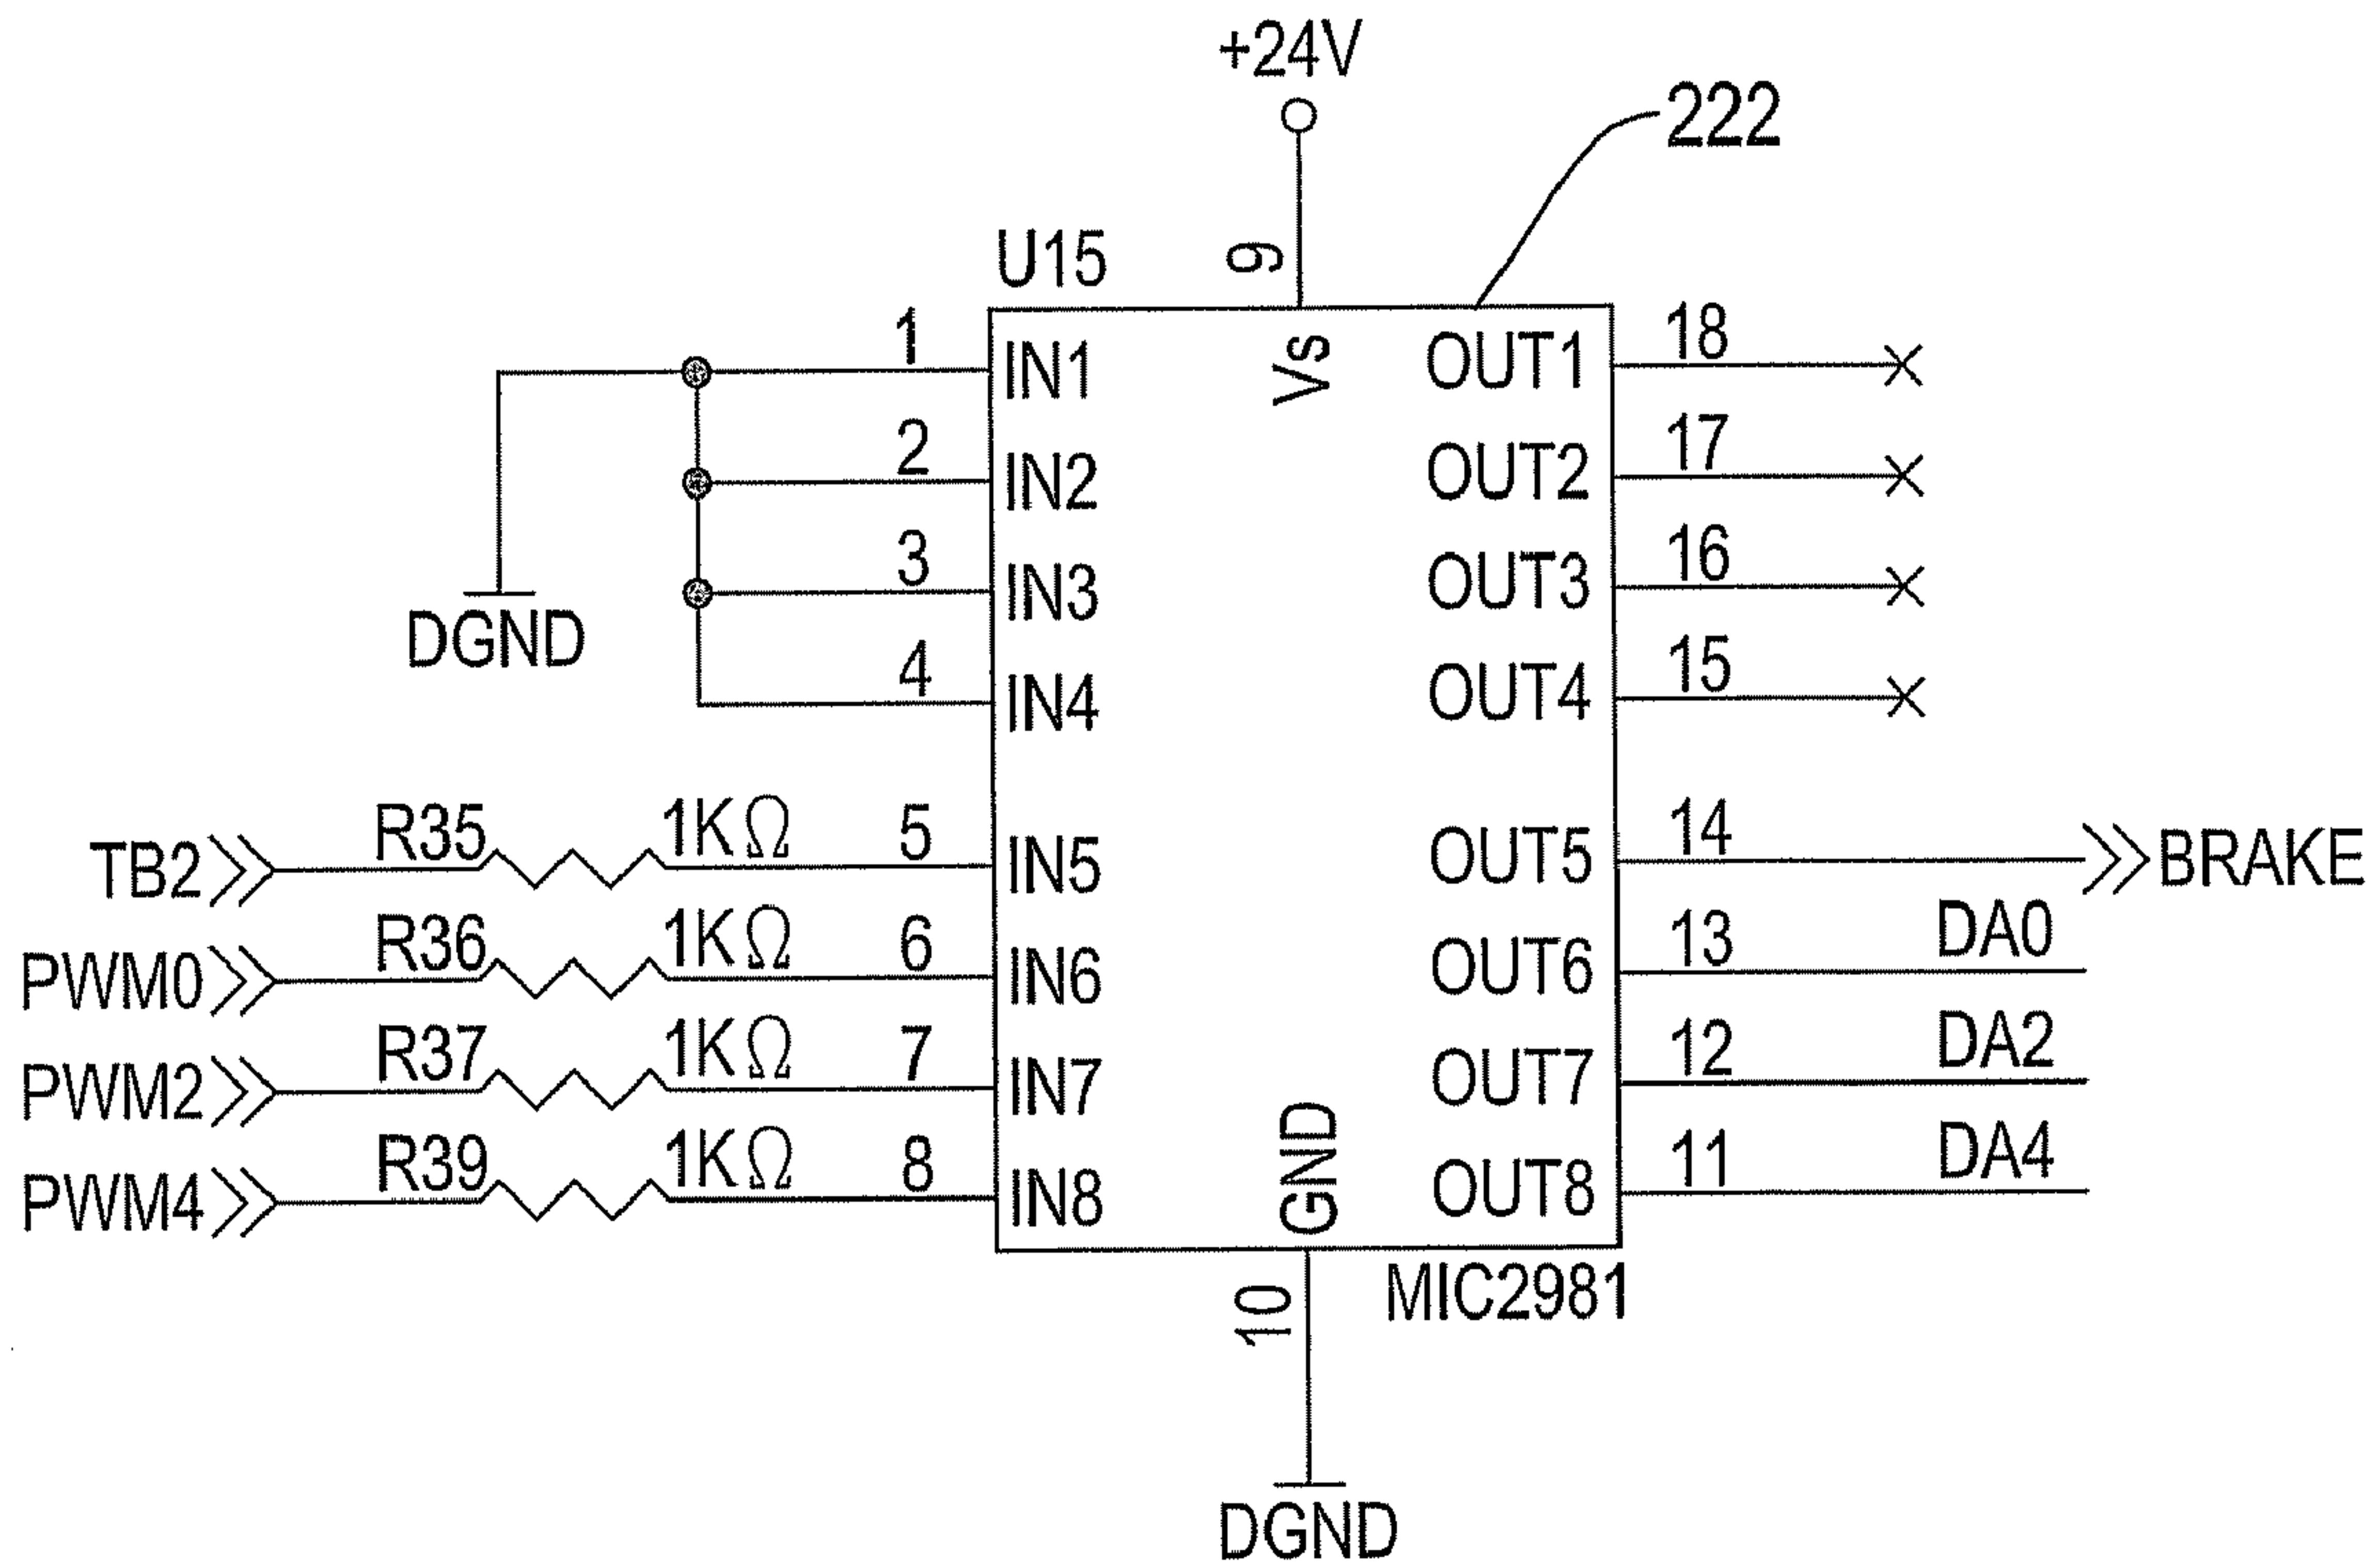 +24V
222
U15
9
Vs
1 IN1 OUT1 18
2 IN2 OUT2 17
3 IN3 OUT3 16
DGND
4 IN4 OUT4 15
TB2 R35 1KΩ 5 IN5 OUT5 14 BRAKE
PWM0 R36 1KΩ 6 IN6 OUT6 13 DA0
PWM2 R37 1KΩ 7 IN7 OUT7 12 DA2
PWM4 R39 1KΩ 8 IN8 OUT8 11 DA4
GND
MIC2981
10
DGND